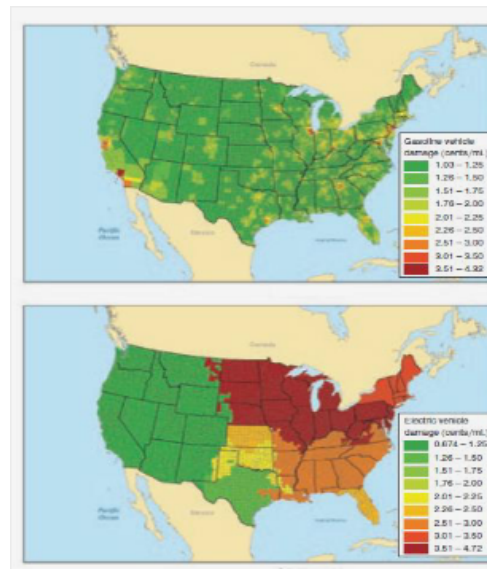 Canada
Gasoline vehicle
damage (cents/mi.)
1.03 – 1.25
1.26 – 1.50
1.51 – 1.75
1.76 – 2.00
2.01 – 2.25
2.26 – 2.50
2.51 – 3.00
3.01 – 3.50
3.51 – 4.92
Pacific
Ocean
Mexico
Canada
Electric vehicle
damage (cents/mi.)
0.674 – 1.25
1.26 – 1.50
1.51 – 1.75
1.76 – 2.00
2.01 – 2.25
2.26 – 2.50
2.51 – 3.00
3.01 – 3.50
3.51 – 4.72
Pacific
Ocean
Mexico